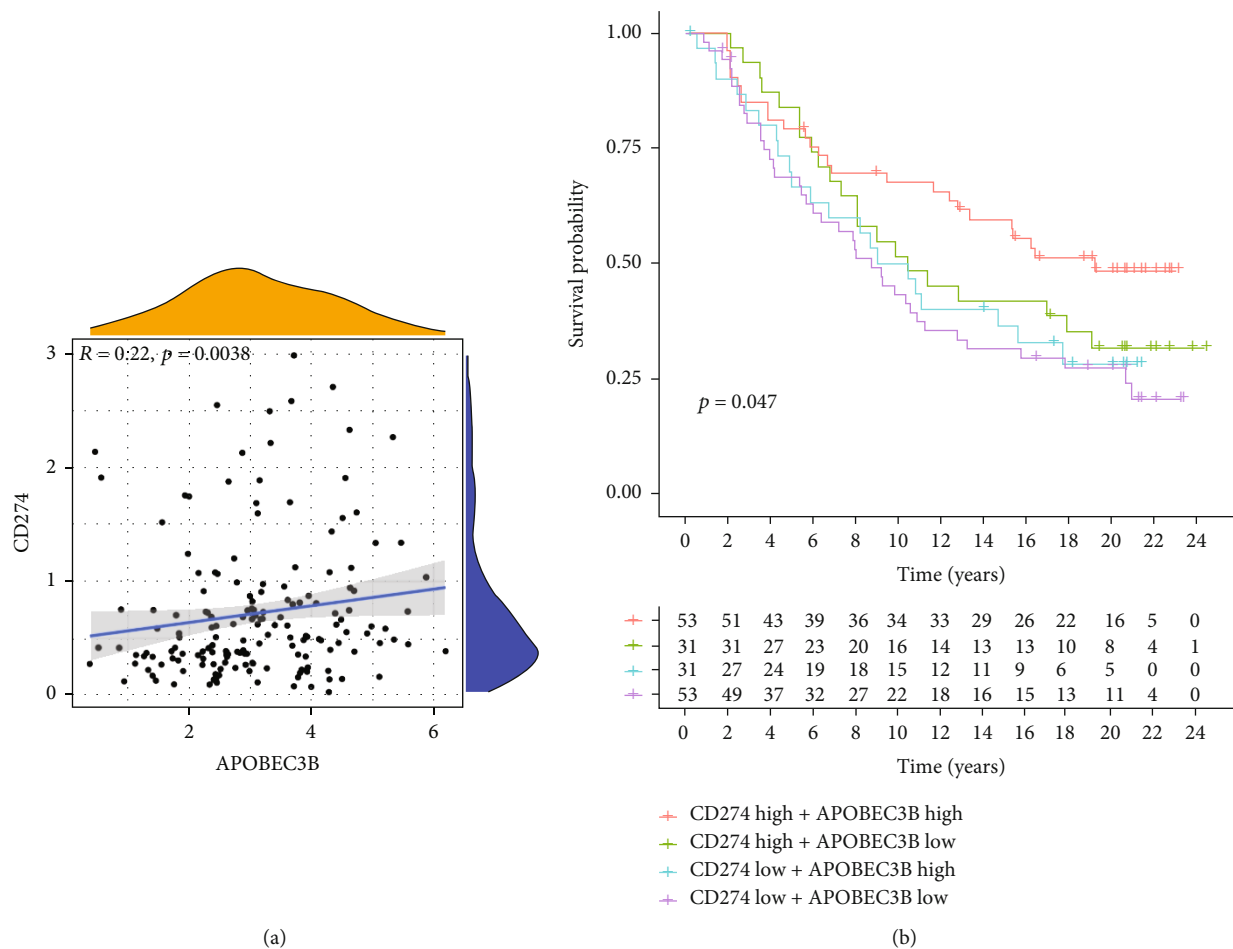 R = 0.22, p = 0.0038
3
2
1
0
CD274
2 4 6
APOBEC3B
(a)
1.00
0.75
0.50
0.25
0.00
Survival probability
p = 0.047
0 2 4 6 8 10 12 14 16 18 20 22 24
Time (years)
53 51 43 39 36 34 33 29 26 22 16 5 0
31 31 27 23 20 16 14 13 13 10 8 4 1
31 27 24 19 18 15 12 11 9 6 5 0 0
53 49 37 32 27 22 18 16 15 13 11 4 0
0 2 4 6 8 10 12 14 16 18 20 22 24
Time (years)
CD274 high + APOBEC3B high
CD274 high + APOBEC3B low
CD274 low + APOBEC3B high
CD274 low + APOBEC3B low
(b)